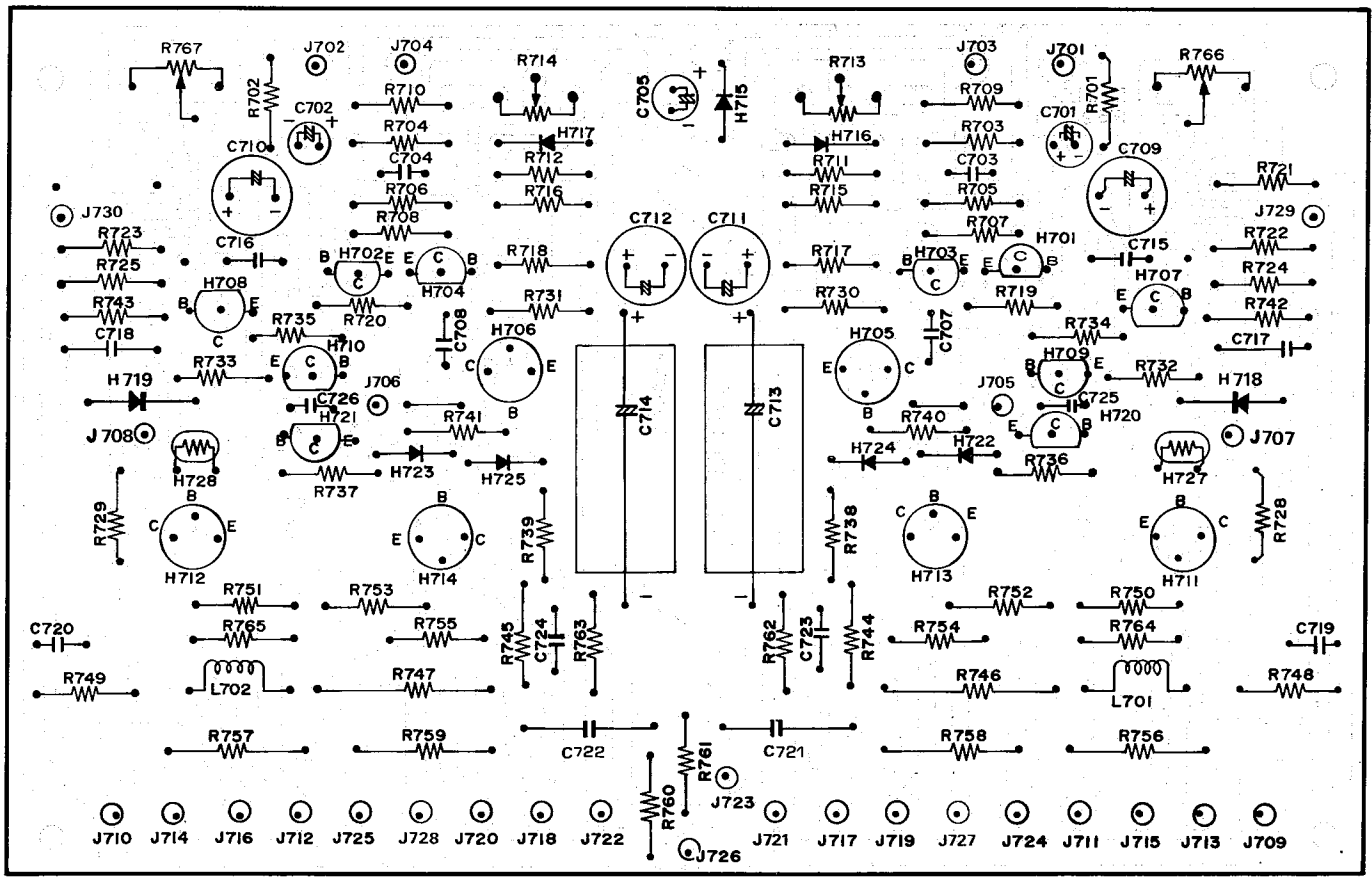 R767 J702 J704 R714 C705 + - H715 R713 J703 J701 R766
R702 C702 - + R710 R709 C701 + - R701
R704 H717 H716 R703
C710 + - C704 R712 R711 C703 C709 - + R721
R706 R716 R715 R705
J730 R708 C712 + - C711 - + R707 J729
R723 C716 H702 B C E E C B H704 R718 R717 H703 B C E H701 E C B C715 R722
R725 H708 B C E H707 E C B R724
R743 R720 R731 R730 R719 R742
C718 R735 C708 H706 C E B + + H705 E C B C707 R734 C717
R733 H710 E C B H709 B C E R732
H719 J706 C726 C714 C713 J705 C725 H718
J708 H721 B C E R741 R740 H720 E C B J707
H728 R737 H723 H725 H724 H722 R736 H727
R729 B C E H712 E C H714 R739 R738 B C E H713 B E C H711 R728
R751 R753 - - R752 R750
C720 R765 R755 R745 C724 R763 R762 C723 R744 R754 R764 C719
R749 L702 R747 R746 L701 R748
R757 R759 C722 R761 C721 R758 R756
R760 J723
J710 J714 J716 J712 J725 J728 J720 J718 J722 J726 J721 J717 J719 J727 J724 J711 J715 J713 J709